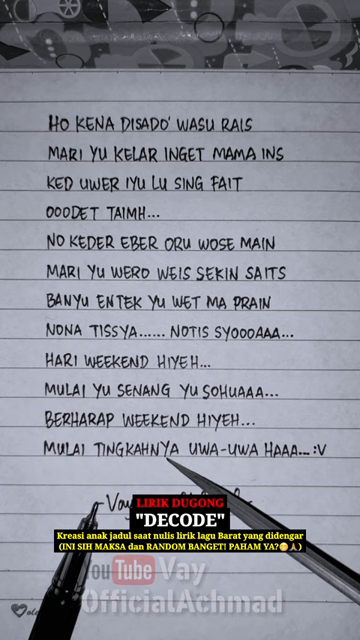 HO KENA DISADO' WASU RAIS
MARI YU KELAR INGET MAMA INS
KED UWER IYU LU SING FAIT
OOODET TAIMH...
NO KEDER EBER ORU WOSE MAIN
MARI YU WERO WEIS SEKIN SAITS
BANYU ENTEK YU WET MA PRAIN
NONA TISSYA...... NOTIS SYOOOAAA...
HARI WEEKEND HIYEH...
MULAI YU SENANG YU SOHUAAA...
BERHARAP WEEKEND HIYEH...
MULAI TINGKAHNYA UWA-UWA HAAA... :V
LIRIK DUGONG
"DECODE"
Kreasi anak jadul saat nulis lirik lagu Barat yang didengar
(INI SIH MAKSA dan RANDOM BANGET! PAHAM YA?😁🙏)
YouTube Vay
OfficialAchmad